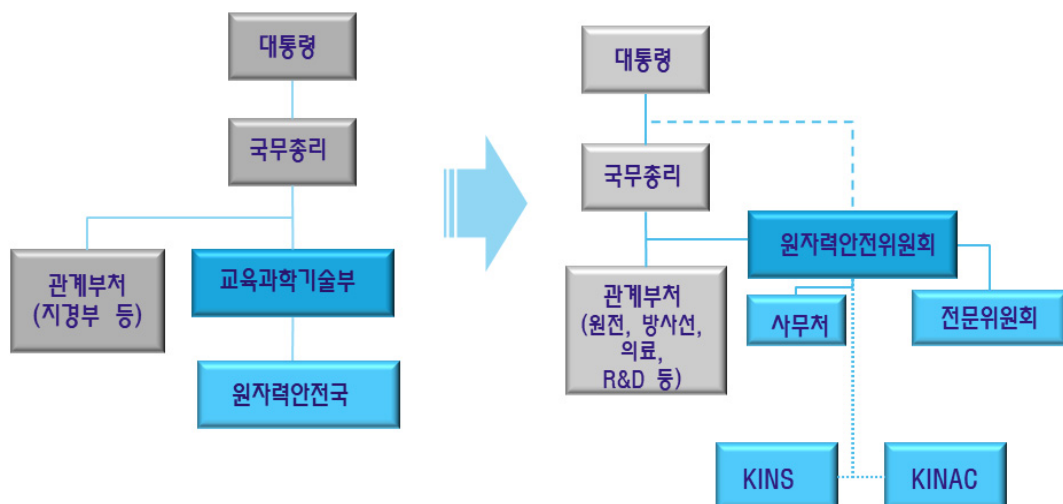 대통령
국무총리
관계부처
(지경부 등)
교육과학기술부
원자력안전국
대통령
국무총리
원자력안전위원회
관계부처
(원전, 방사선,
의료,
R&D 등)
사무처
전문위원회
KINS
KINAC